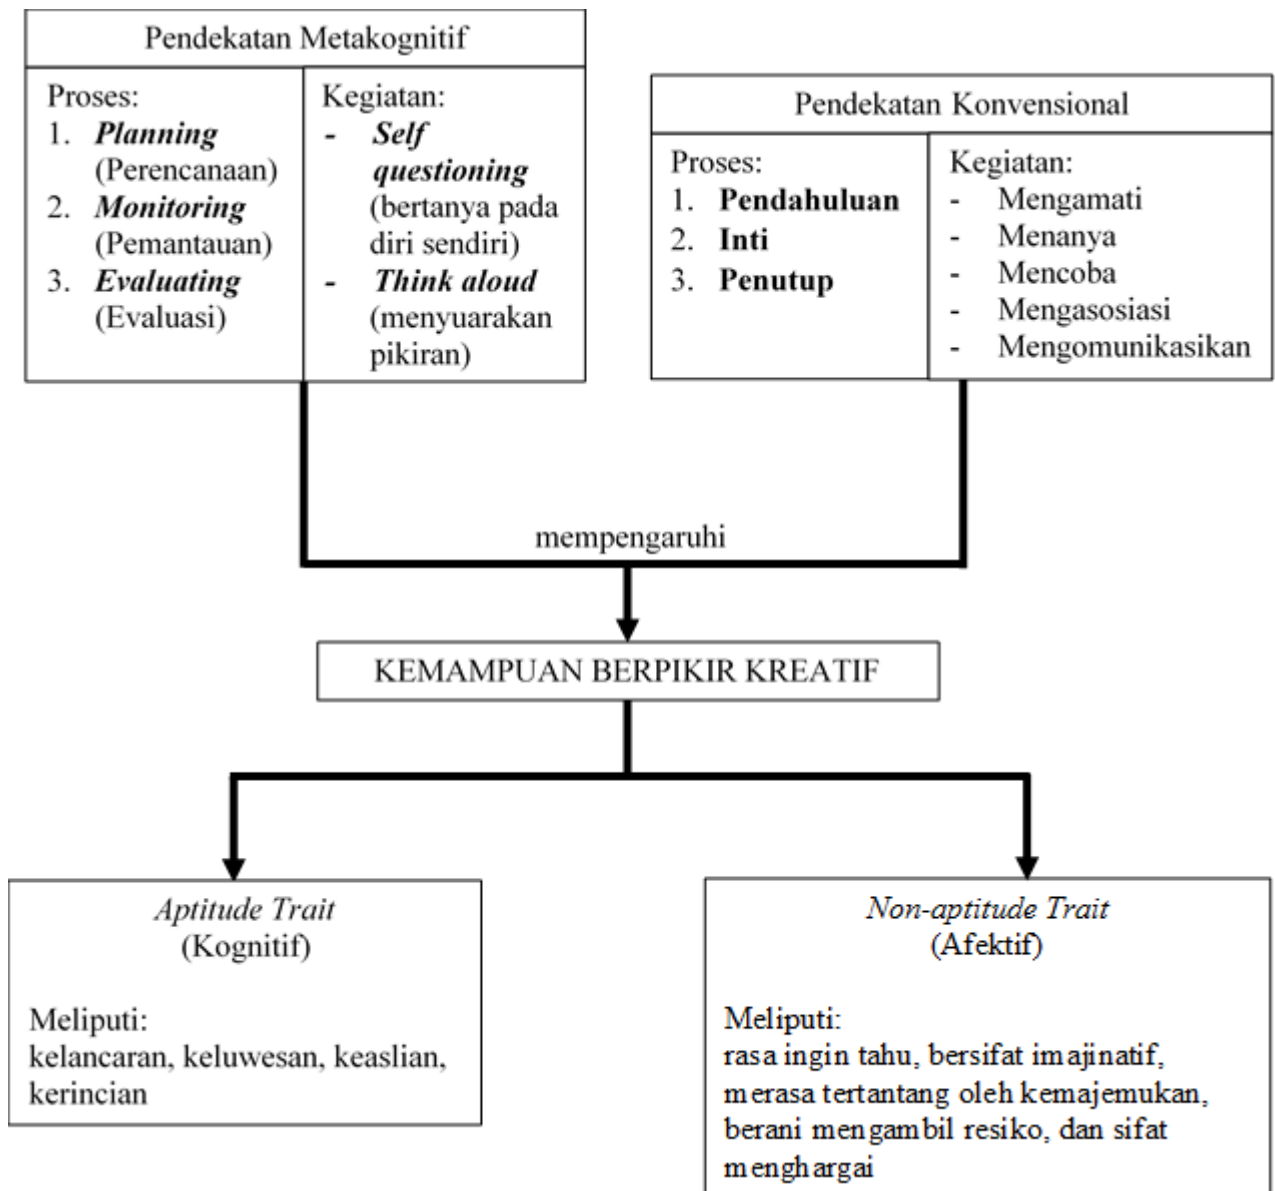 Pendekatan Metakognitif
Proses:
1. Planning
(Perencanaan)
2. Monitoring
(Pemantauan)
3. Evaluating
(Evaluasi)
Kegiatan:
- Self
questioning
(bertanya pada
diri sendiri)
- Think aloud
(menyuarakan
pikiran)
Pendekatan Konvensional
Proses:
1. Pendahuluan
2. Inti
3. Penutup
Kegiatan:
- Mengamati
- Menanya
- Mencoba
- Mengasosiasi
- Mengomunikasikan
mempengaruhi
KEMAMPUAN BERPIKIR KREATIF
Aptitude Trait
(Kognitif)
Meliputi:
kelancaran, keluwesan, keaslian,
kerincian
Non-aptitude Trait
(Afektif)
Meliputi:
rasa ingin tahu, bersifat imajinatif,
merasa tertantang oleh kemajemukan,
berani mengambil resiko, dan sifat
menghargai